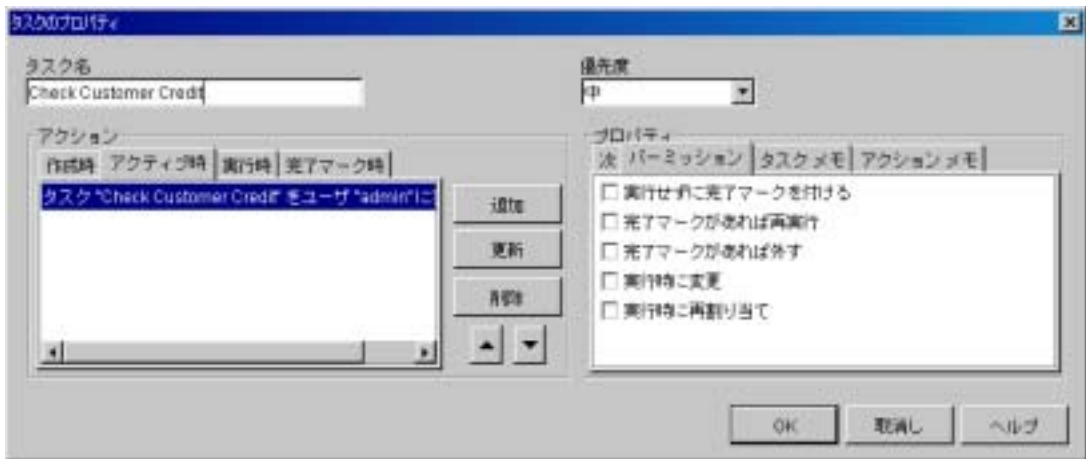 タスクのプロパティ
タスク名
Check Customer Credit
優先度
中
アクション
作成時 アクティブ時 実行時 完了マーク時
タスク "Check Customer Credit" をユーザ "admin"に
追加
更新
削除
プロパティ
次 パーミッション タスク メモ アクション メモ
実行せずに完了マークを付ける
完了マークがあれば再実行
完了マークがあれば外す
実行時に変更
実行時に再割り当て
OK 取消し ヘルプ